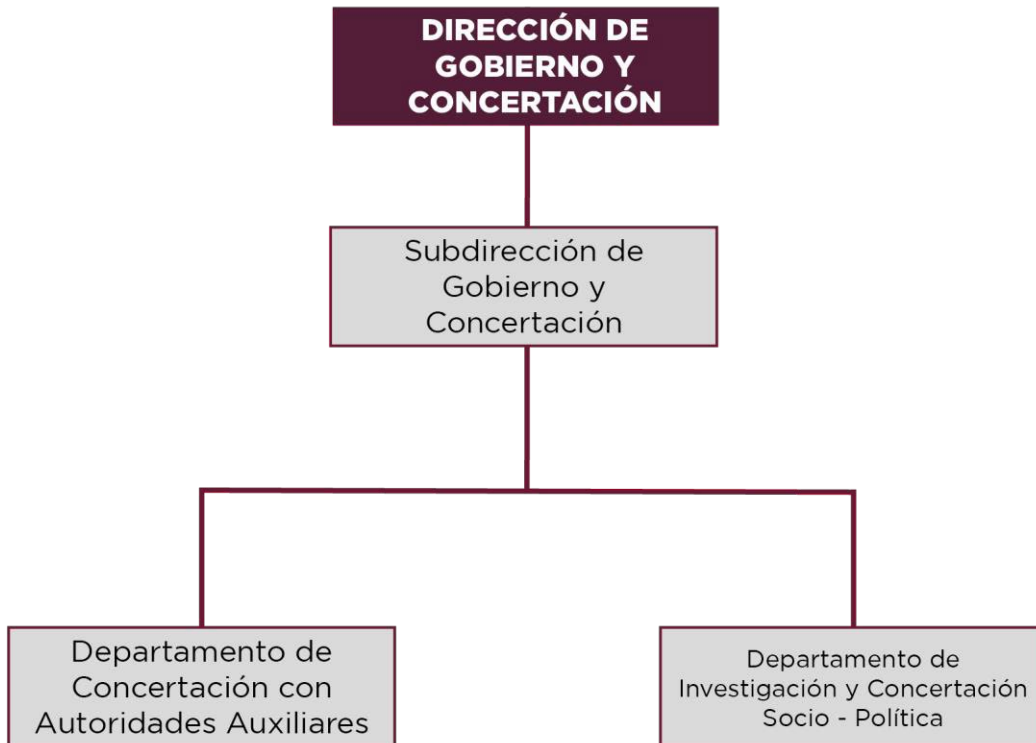 DIRECCIÓN DE
GOBIERNO Y
CONCERTACIÓN
Subdirección de
Gobierno y
Concertación
Departamento de
Concertación con
Autoridades Auxiliares
Departamento de
Investigación y Concertación
Socio - Política